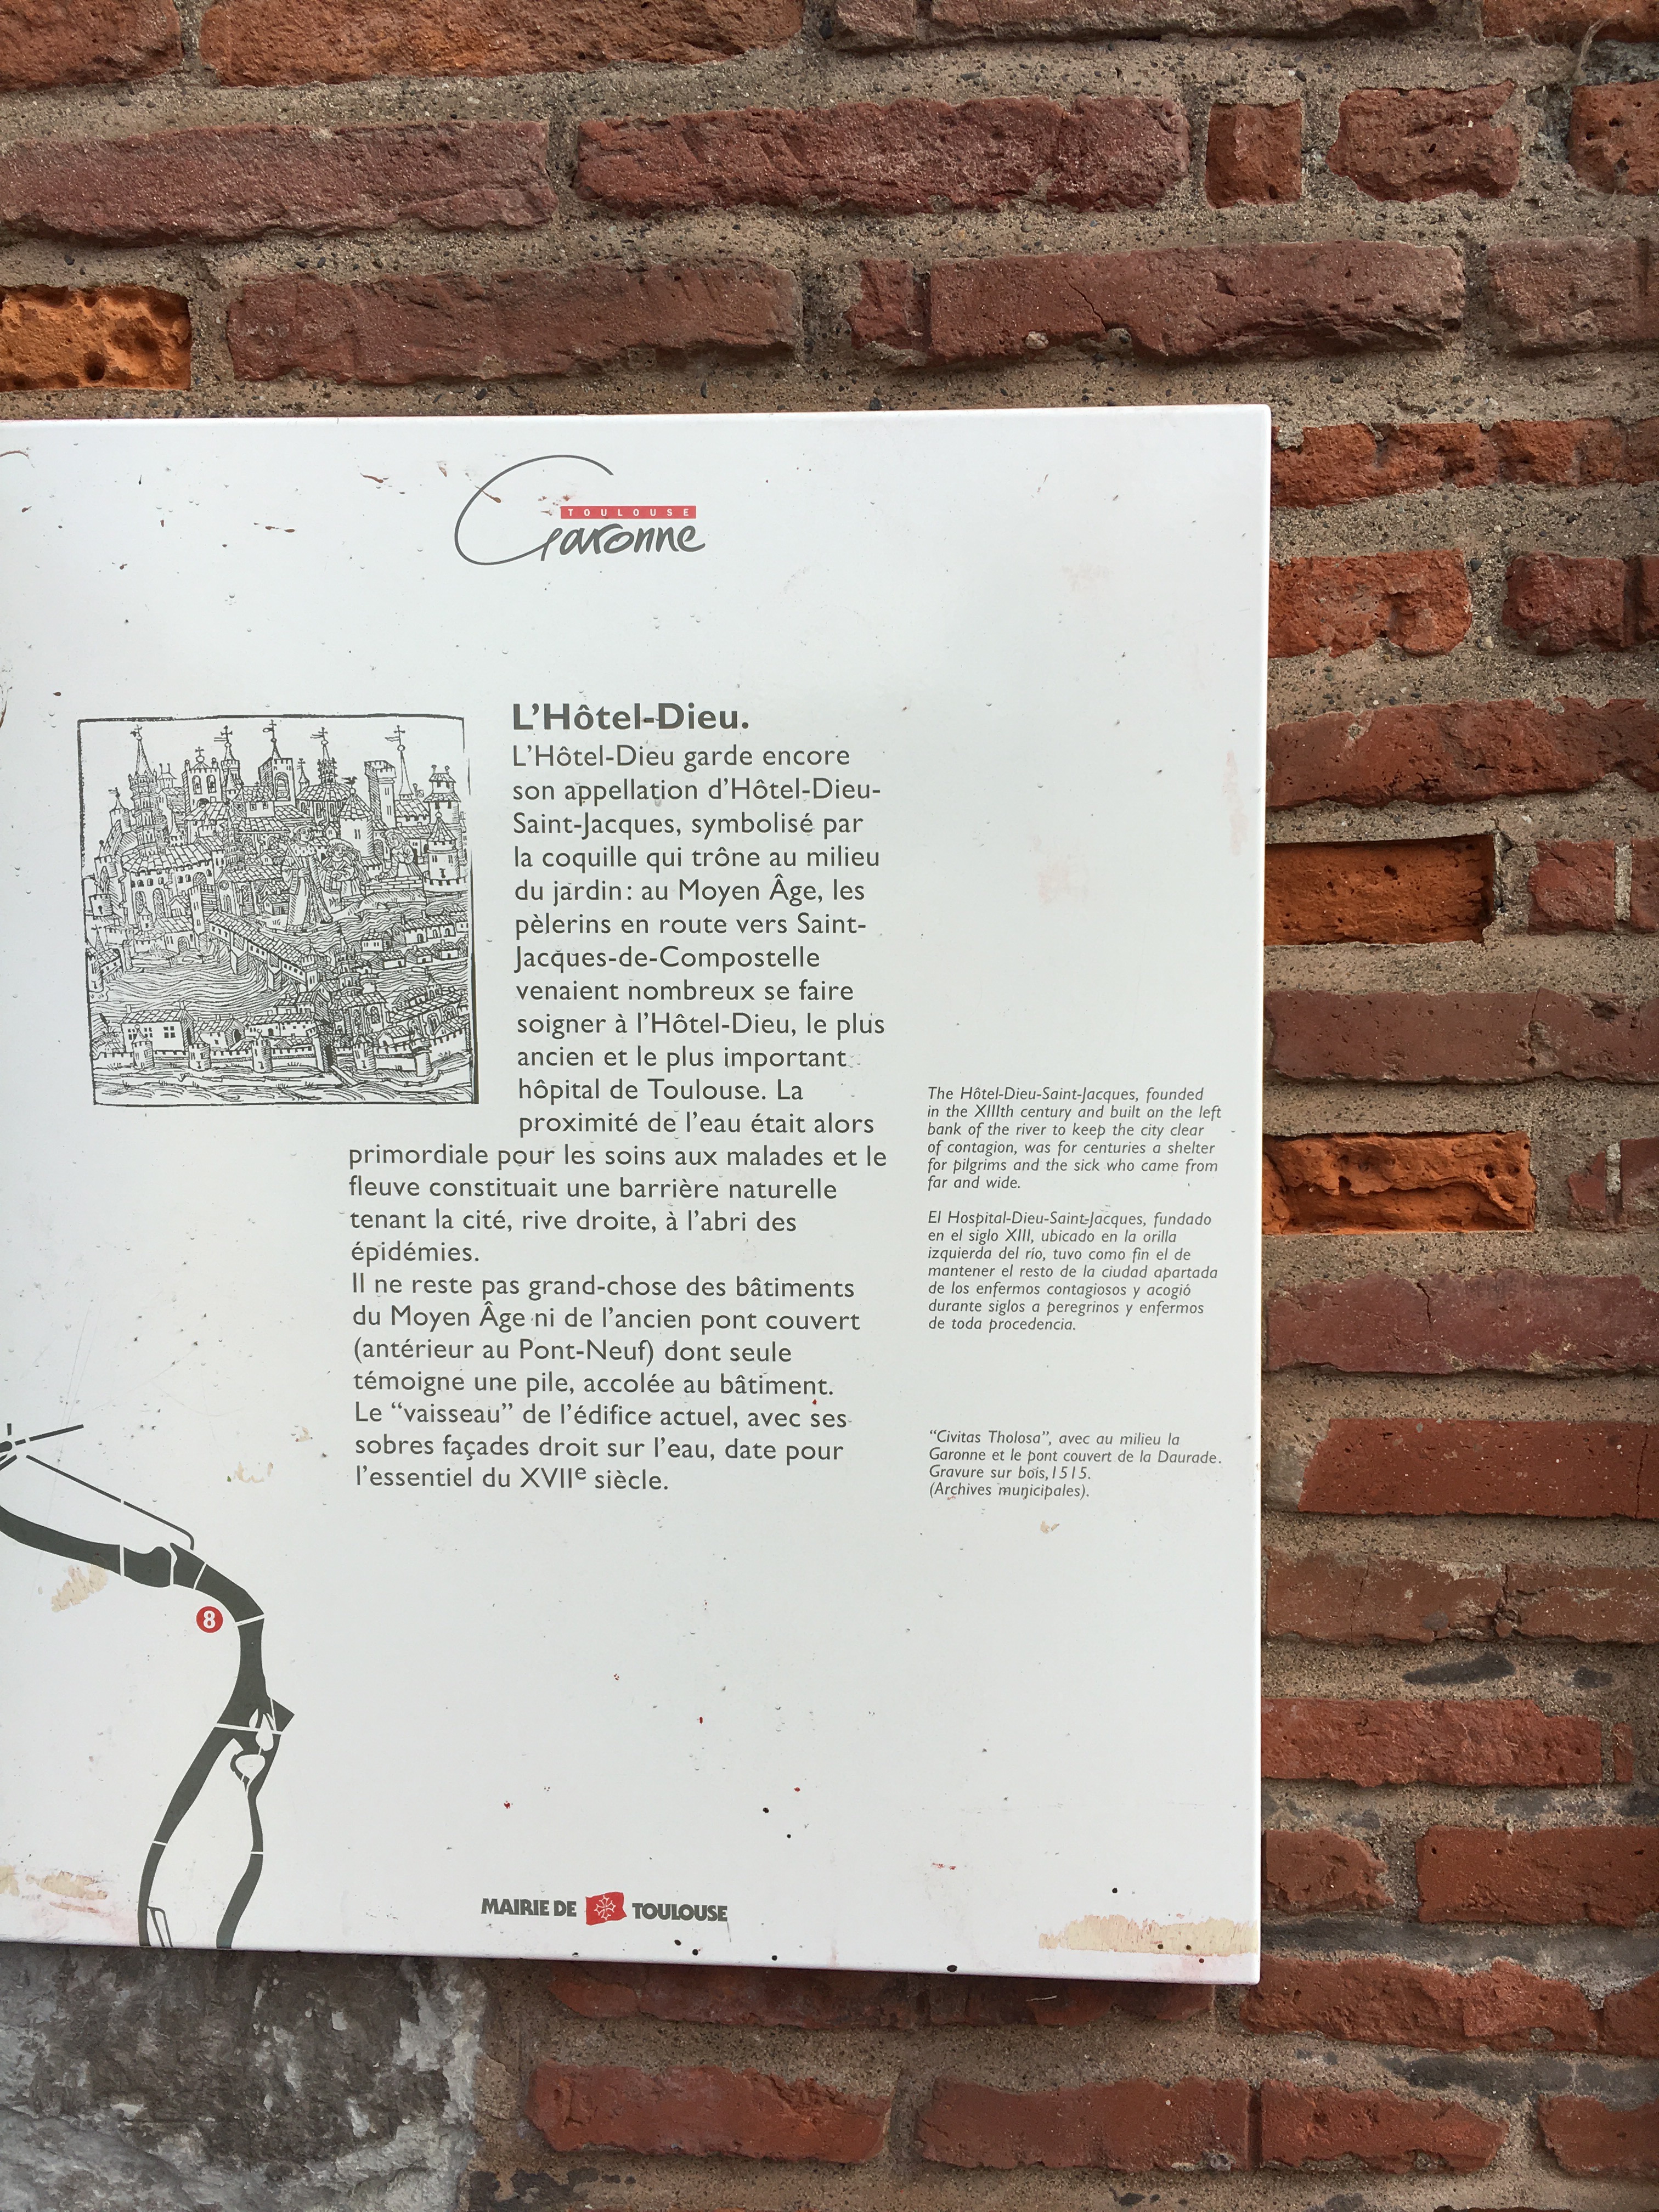 TOULOUSE
Garonne
L'Hôtel-Dieu.
L'Hôtel-Dieu garde encore
son appellation d'Hôtel-Dieu-
Saint-Jacques, symbolisé par
la coquille qui trône au milieu
du jardin : au Moyen Âge, les
pèlerins en route vers Saint-
Jacques-de-Compostelle
venaient nombreux se faire
soigner à l'Hôtel-Dieu, le plus
ancien et le plus important
hôpital de Toulouse. La
proximité de l'eau était alors
primordiale pour les soins aux malades et le
fleuve constituait une barrière naturelle
tenant la cité, rive droite, à l'abri des
épidémies.
Il ne reste pas grand-chose des bâtiments
du Moyen Âge ni de l'ancien pont couvert
(antérieur au Pont-Neuf) dont seule
témoigne une pile, accolée au bâtiment.
Le "vaisseau" de l'édifice actuel, avec ses
sobres façades droit sur l'eau, date pour
l'essentiel du XVIIe siècle.
The Hôtel-Dieu-Saint-Jacques, founded
in the XIIIth century and built on the left
bank of the river to keep the city clear
of contagion, was for centuries a shelter
for pilgrims and the sick who came from
far and wide.
El Hospital-Dieu-Saint-Jacques, fundado
en el siglo XIII, ubicado en la orilla
izquierda del río, tuvo como fin el de
mantener el resto de la ciudad apartada
de los enfermos contagiosos y acogió
durante siglos a peregrinos y enfermos
de toda procedencia.
"Civitas Tholosa", avec au milieu la
Garonne et le pont couvert de la Daurade.
Gravure sur bois, 1515.
(Archives municipales).
8
MAIRIE DE TOULOUSE